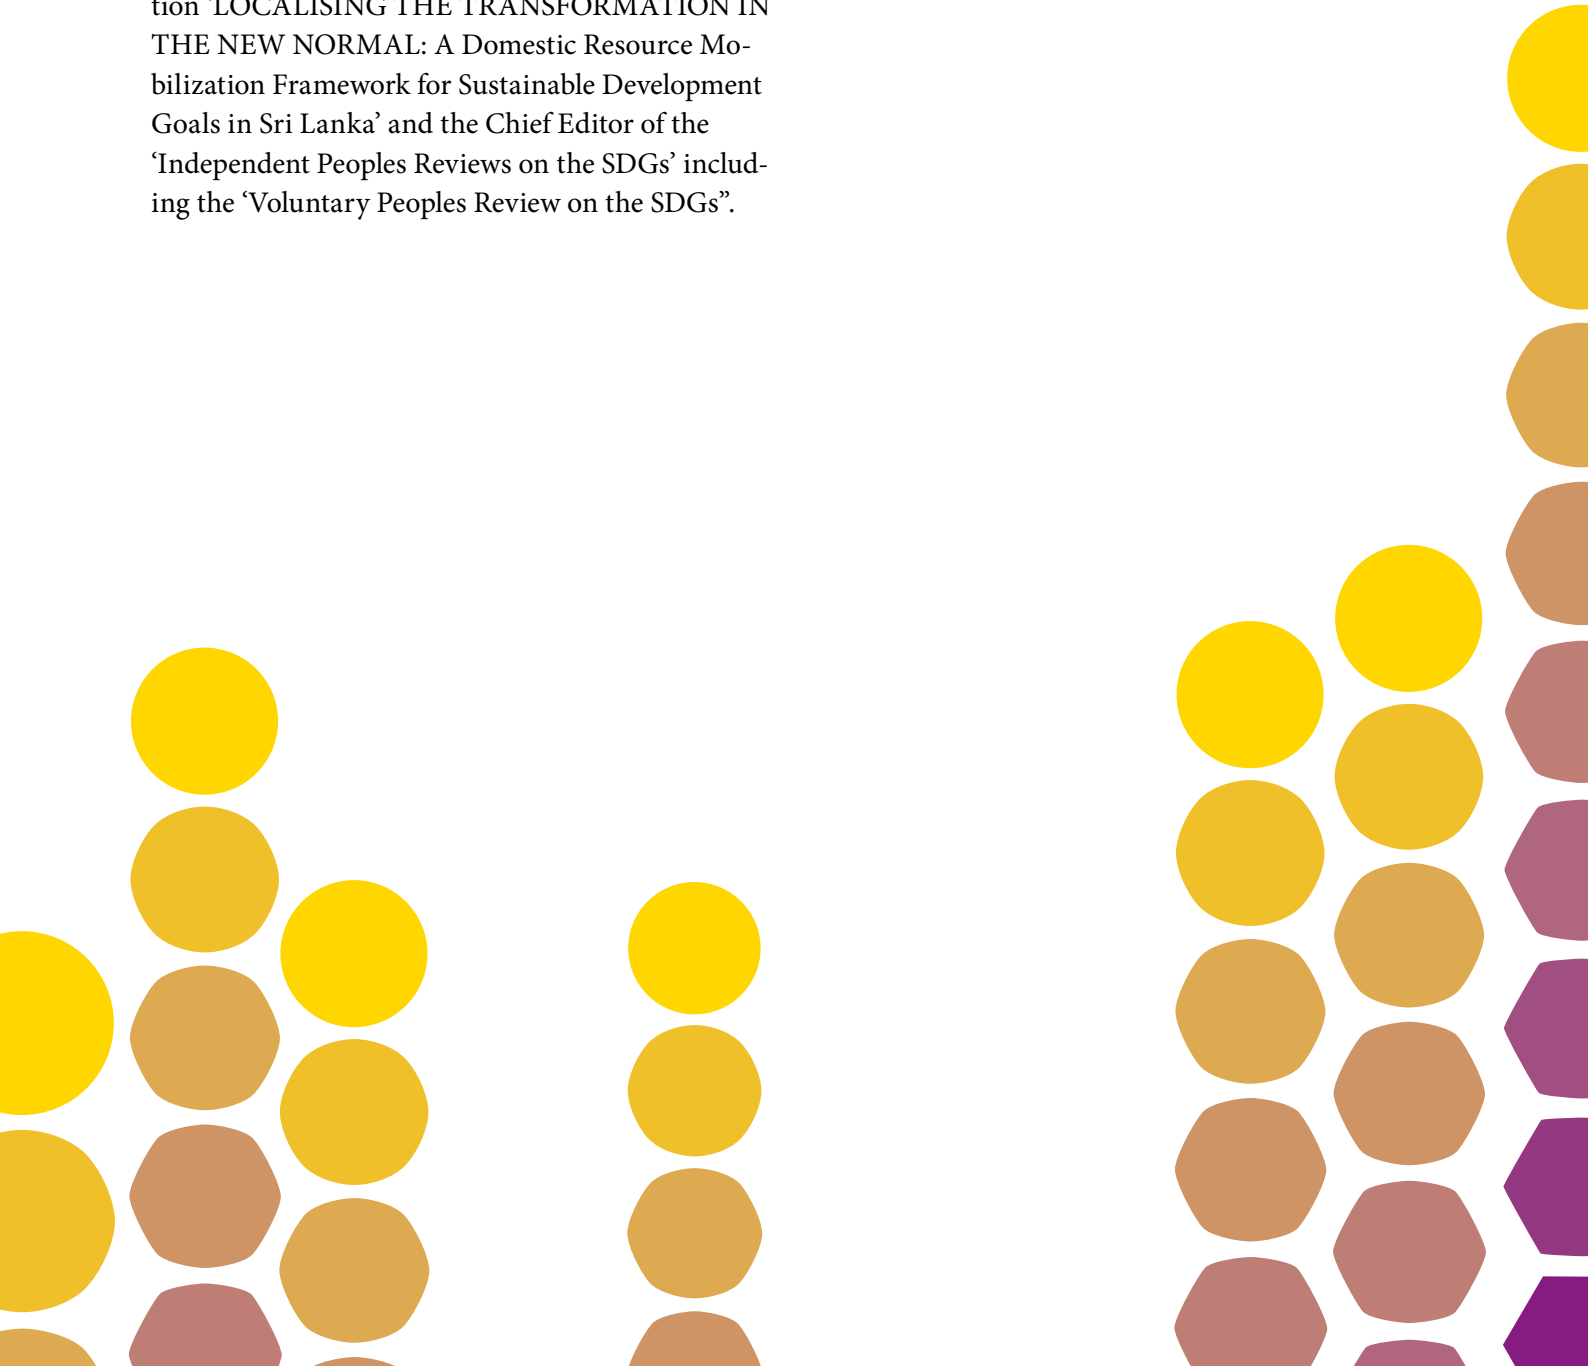 tion ‘LOCALISING THE TRANSFORMATION IN
THE NEW NORMAL: A Domestic Resource Mo-
bilization Framework for Sustainable Development
Goals in Sri Lanka’ and the Chief Editor of the
‘Independent Peoples Reviews on the SDGs’ includ-
ing the ‘Voluntary Peoples Review on the SDGs”.